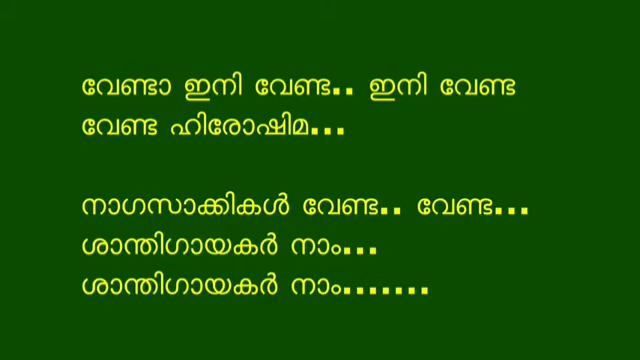 വേണ്ടാ ഇനി വേണ്ട.. ഇനി വേണ്ട
വേണ്ട ഹിരോഷിമ...
നാഗസാക്കികൾ വേണ്ട.. വേണ്ട...
ശാന്തിഗായകർ നാം...
ശാന്തിഗായകർ നാം.......